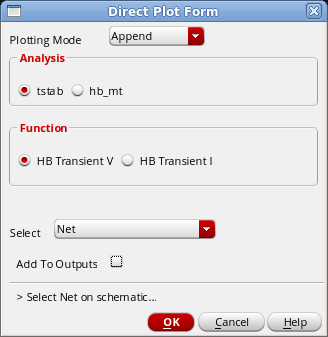 Direct Plot Form
Plotting Mode Append
Analysis
tstab hb_mt
Function
HB Transient V HB Transient I
Select Net
Add To Outputs
> Select Net on schematic...
OK Cancel Help